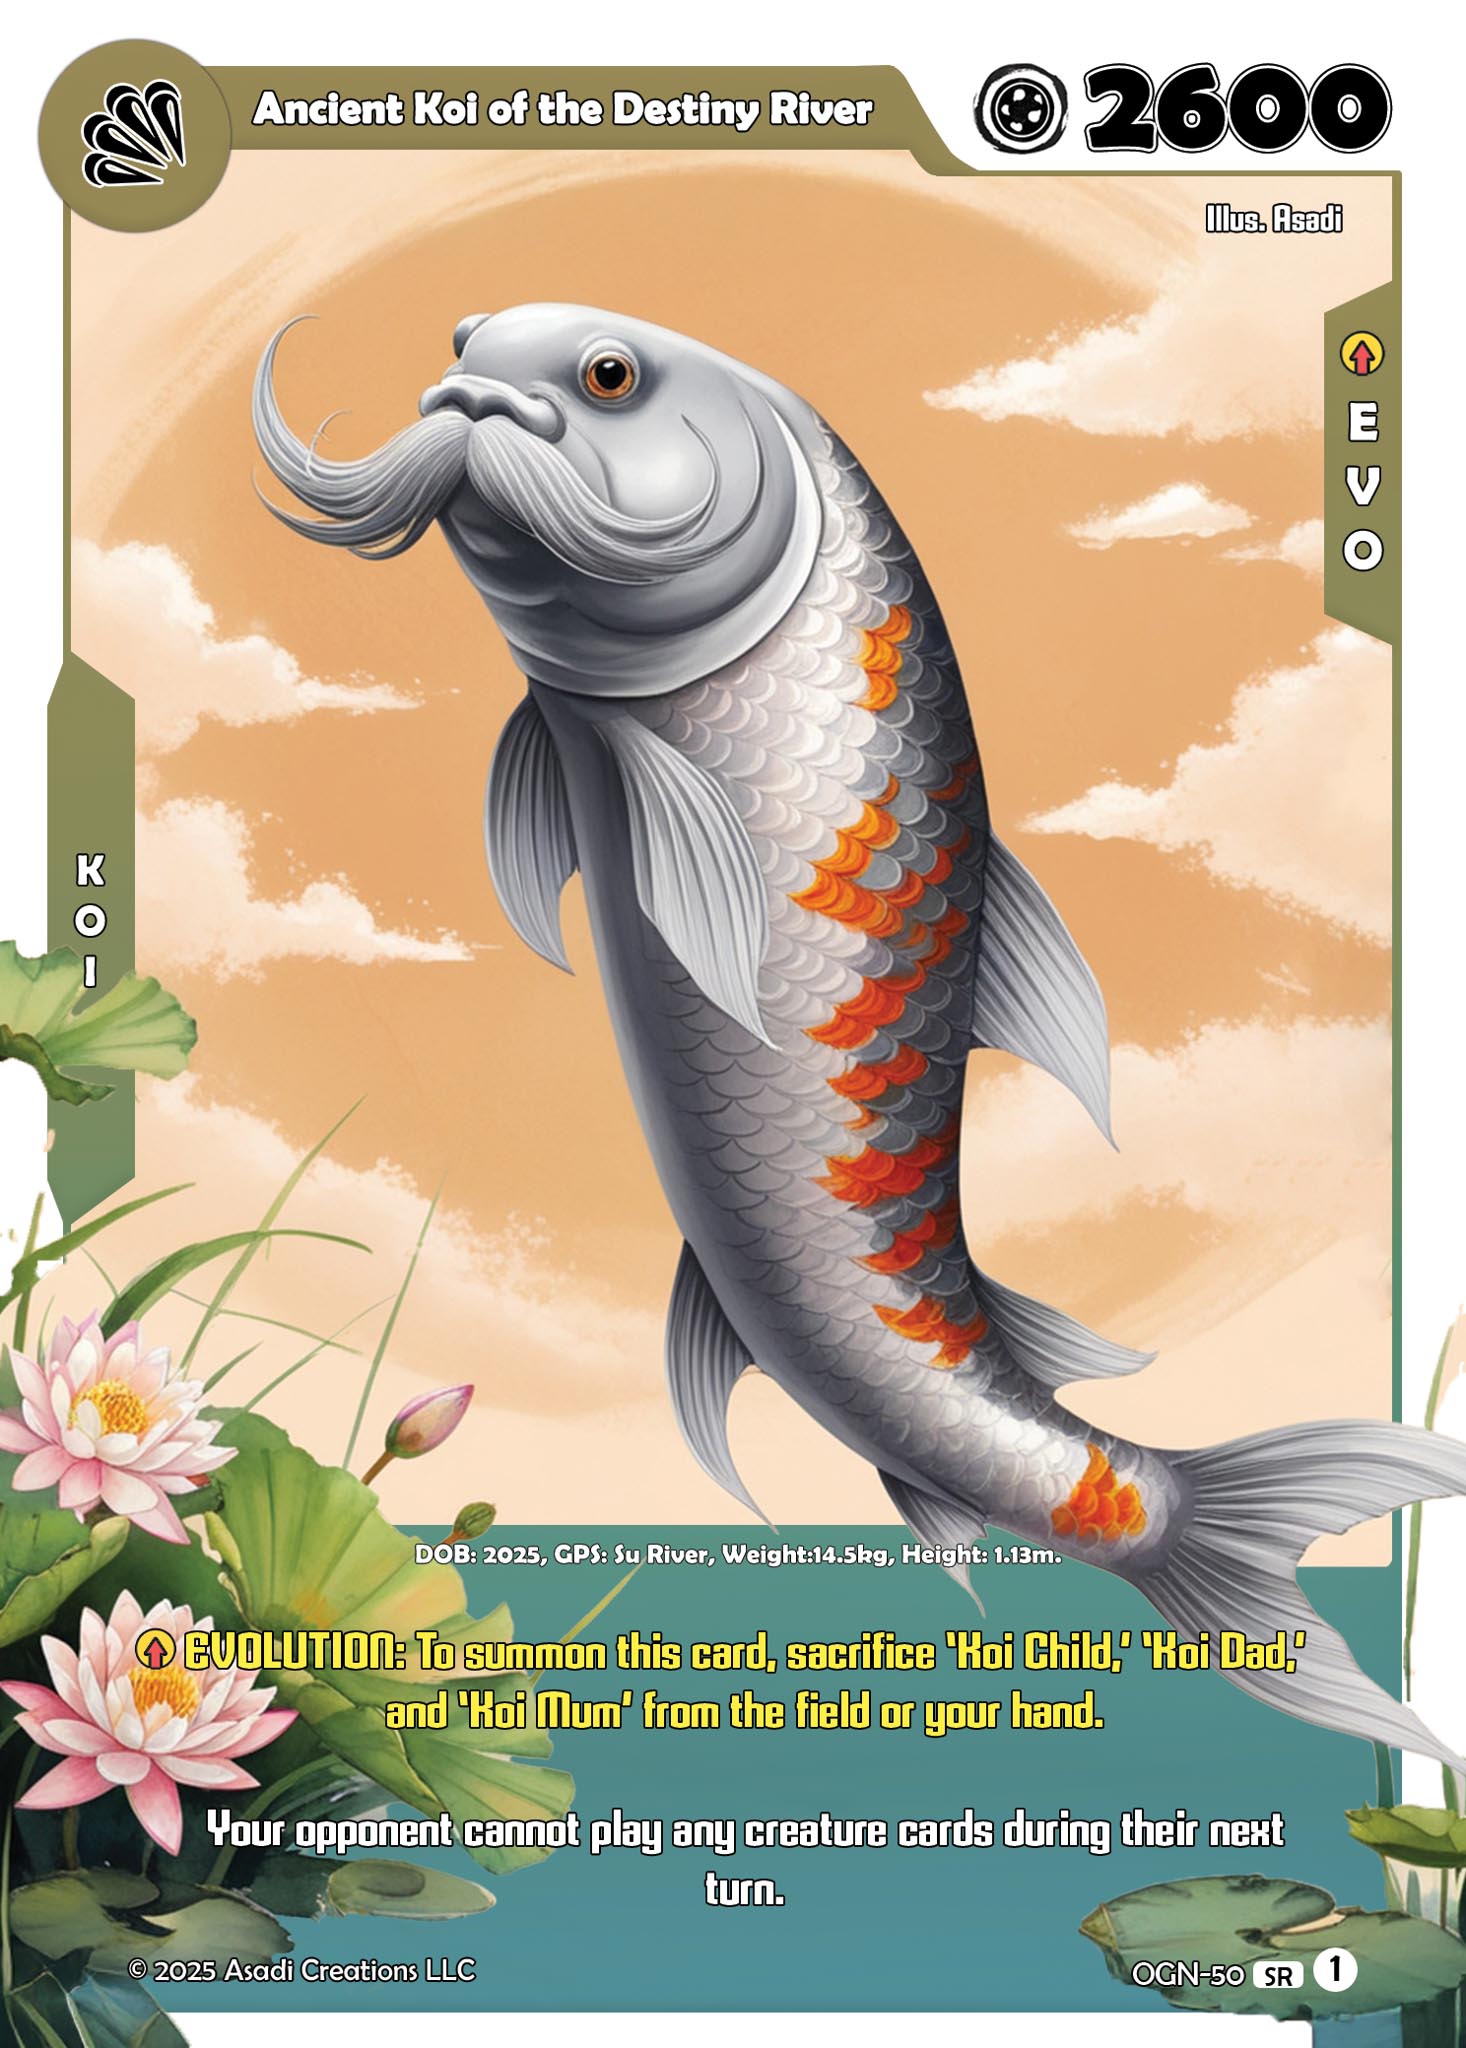 Ancient Koi of the Destiny River
2600
Illus. Asadi
EVO
KOI
DOB: 2025, GPS: Su River, Weight:14.5kg, Height: 1.13m.
EVOLUTION: To summon this card, sacrifice 'Koi Child,' 'Koi Dad,'
and 'Koi Mum' from the field or your hand.
Your opponent cannot play any creature cards during their next
turn.
© 2025 Asadi Creations LLC
OGN-50 SR 1